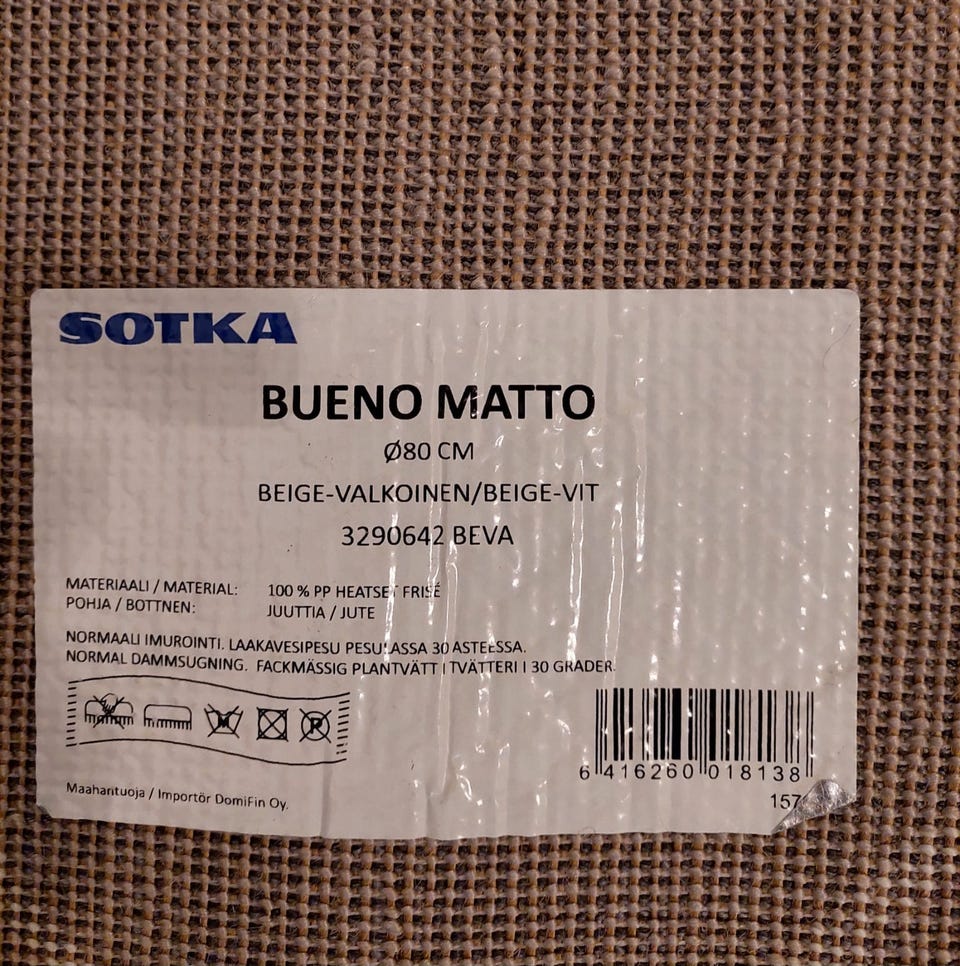 SOTKA
BUENO MATTO
Ø80 CM
BEIGE-VALKOINEN/BEIGE-VIT
3290642 BEVA
MATERIAALI / MATERIAL: 100 % PP HEATSET FRISÉ
POHJA / BOTTNEN: JUUTTIA / JUTE
NORMAALI IMUROINTI. LAAKAVESIPESU PESULASSA 30 ASTEESSA.
NORMAL DAMMSUGNING. FACKMÄSSIG PLANTVÄTT I TVÄTTERI I 30 GRADER.
P
6 416260 018138
Maahantuoja / Importör DomiFin Oy.
157